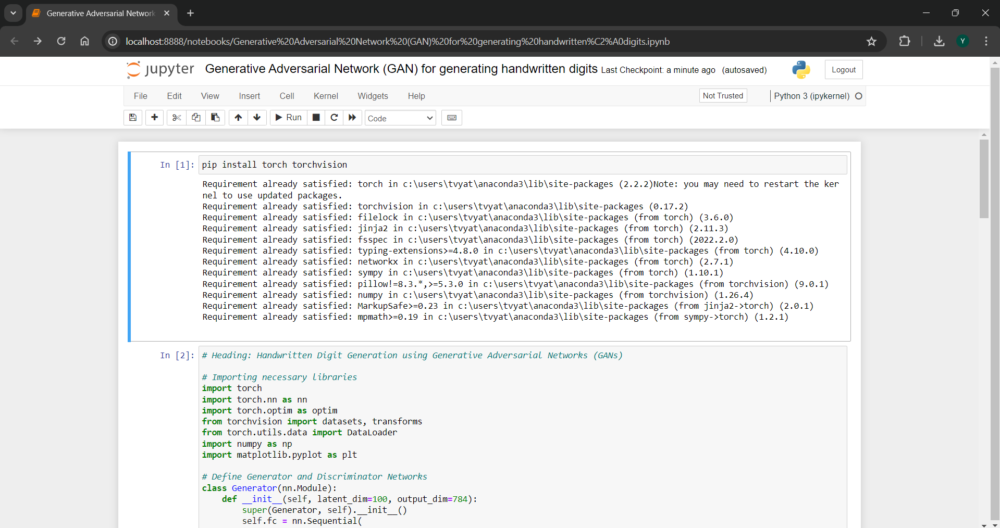 Generative Adversarial Network
localhost:8888/notebooks/Generative%20Adversarial%20Network%20(GAN)%20for%20generating%20handwritten%C2%A0digits.ipynb
Y
jupyter Generative Adversarial Network (GAN) for generating handwritten digits Last Checkpoint: a minute ago (autosaved)
Logout
File Edit View Insert Cell Kernel Widgets Help
Not Trusted
Python 3 (ipykernel)
Run
Code
In [1]: pip install torch torchvision
Requirement already satisfied: torch in c:\users\tvyat\anaconda3\lib\site-packages (2.2.2)Note: you may need to restart the ker
nel to use updated packages.
Requirement already satisfied: torchvision in c:\users\tvyat\anaconda3\lib\site-packages (0.17.2)
Requirement already satisfied: filelock in c:\users\tvyat\anaconda3\lib\site-packages (from torch) (3.6.0)
Requirement already satisfied: jinja2 in c:\users\tvyat\anaconda3\lib\site-packages (from torch) (2.11.3)
Requirement already satisfied: fsspec in c:\users\tvyat\anaconda3\lib\site-packages (from torch) (2022.2.0)
Requirement already satisfied: typing-extensions>=4.8.0 in c:\users\tvyat\anaconda3\lib\site-packages (from torch) (4.10.0)
Requirement already satisfied: networkx in c:\users\tvyat\anaconda3\lib\site-packages (from torch) (2.7.1)
Requirement already satisfied: sympy in c:\users\tvyat\anaconda3\lib\site-packages (from torch) (1.10.1)
Requirement already satisfied: pillow!=8.3.*,>=5.3.0 in c:\users\tvyat\anaconda3\lib\site-packages (from torchvision) (9.0.1)
Requirement already satisfied: numpy in c:\users\tvyat\anaconda3\lib\site-packages (from torchvision) (1.26.4)
Requirement already satisfied: MarkupSafe>=0.23 in c:\users\tvyat\anaconda3\lib\site-packages (from jinja2->torch) (2.0.1)
Requirement already satisfied: mpmath>=0.19 in c:\users\tvyat\anaconda3\lib\site-packages (from sympy->torch) (1.2.1)
In [2]: # Heading: Handwritten Digit Generation using Generative Adversarial Networks (GANs)
# Importing necessary libraries
import torch
import torch.nn as nn
import torch.optim as optim
from torchvision import datasets, transforms
from torch.utils.data import DataLoader
import numpy as np
import matplotlib.pyplot as plt
# Define Generator and Discriminator Networks
class Generator(nn.Module):
    def __init__(self, latent_dim=100, output_dim=784):
        super(Generator, self).__init__()
        self.fc = nn.Sequential(